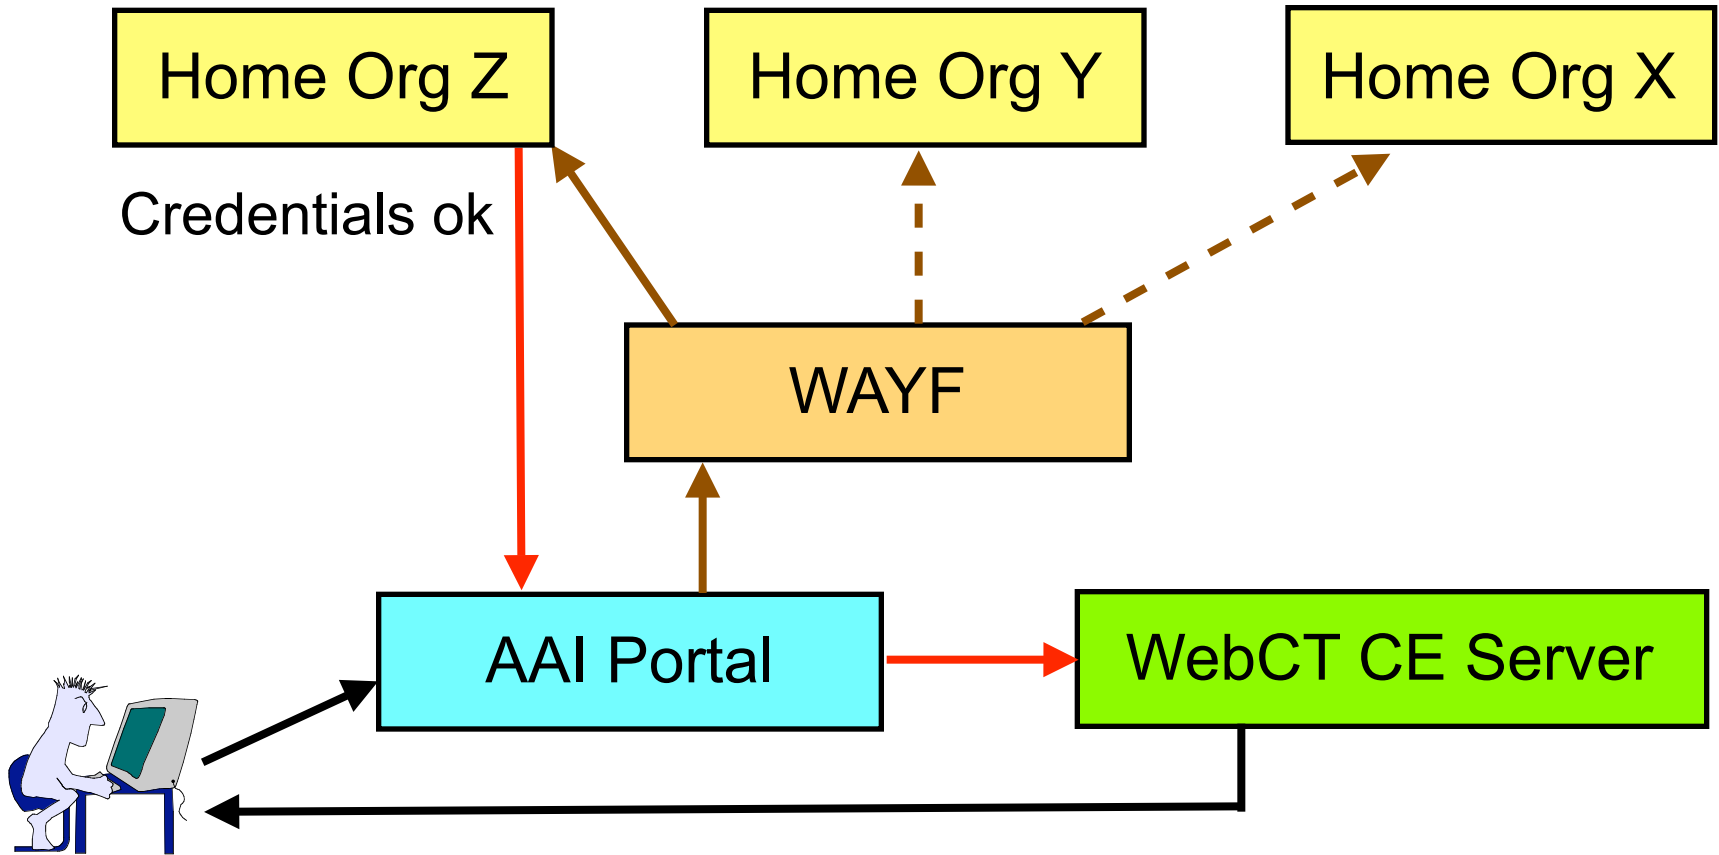 Home Org Z
Home Org Y
Home Org X
Credentials ok
WAYF
AAI Portal
WebCT CE Server